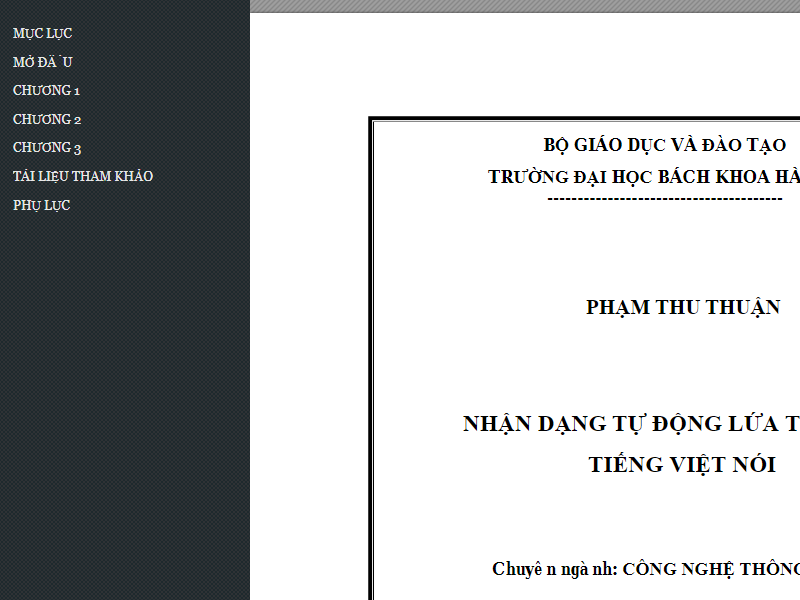 MỤC LỤC
MỞ ĐẦU
CHƯƠNG 1
CHƯƠNG 2
CHƯƠNG 3
TÀI LIỆU THAM KHẢO
PHỤ LỤC
BỘ GIÁO DỤC VÀ ĐÀO TẠO
TRƯỜNG ĐẠI HỌC BÁCH KHOA HÀ
---------------------------------------
PHẠM THU THUẬN
NHẬN DẠNG TỰ ĐỘNG LỨA T
TIẾNG VIỆT NÓI
Chuyê n ngà nh: CÔNG NGHỆ THÔNG